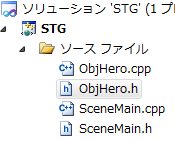 ソリューション 'STG' (1 プ
STG
ソース ファイル
ObjHero.cpp
ObjHero.h
SceneMain.cpp
SceneMain.h